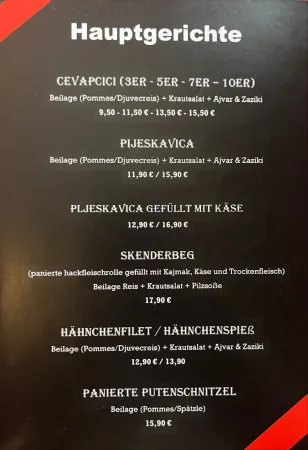 Hauptgerichte
CEVAPCICI (3ER - 5ER - 7ER – 10ER)
Beilage (Pommes/Djuvecreis) + Krautsalat + Ajvar & Zaziki
9,50 - 11,50 € - 13,50 € - 15,50 €
PIJESKAVICA
Beilage (Pommes/Djuvecreis) + Krautsalat + Ajvar & Zaziki
11,90 € / 15,90 €
PLJESKAVICA GEFÜLLT MIT KÄSE
12,90 € / 16,90 €
SKENDERBEG
(panierte hackfleischrolle gefüllt mit Kajmak, Käse und Trockenfleisch)
Beilage Reis + Krautsalat + Pilzsoße
17,90 €
HÄHNCHENFILET / HÄHNCHENSPIEß
Beilage (Pommes/Djuvecreis) + Krautsalat + Ajvar & Zaziki
12,90 € / 13,90
PANIERTE PUTENSCHNITZEL
Beilage (Pommes/Spätzle)
15,90 €